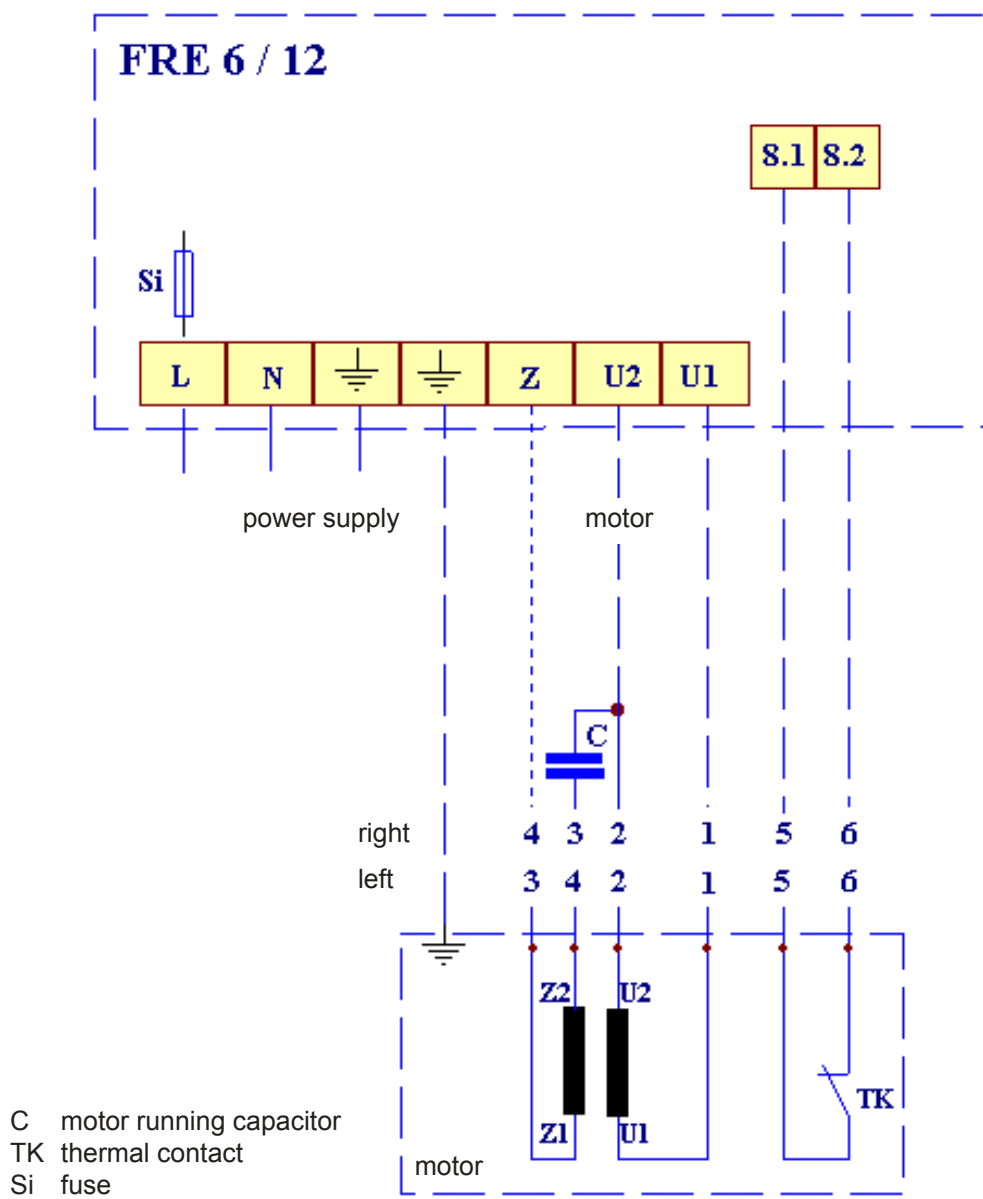 FRE 6 / 12
8.1 8.2
Si
L N Z U2 U1
power supply motor
C
right 4 3 2 1 5 6
left 3 4 2 1 5 6
Z2 U2
TK
Z1 U1
motor
C motor running capacitor
TK thermal contact
Si fuse